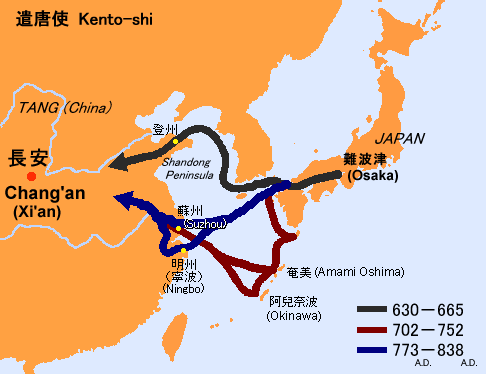 遣唐使 Kento-shi
TANG (China)
登州
JAPAN
長安
Chang'an
(Xi'an)
Shandong
Peninsula
難波津
(Osaka)
蘇州
(Suzhou)
明州
(寧波)
(Ningbo)
奄美 (Amami Oshima)
阿兒奈波
(Okinawa)
630－665
702－752
773－838
A.D. A.D.